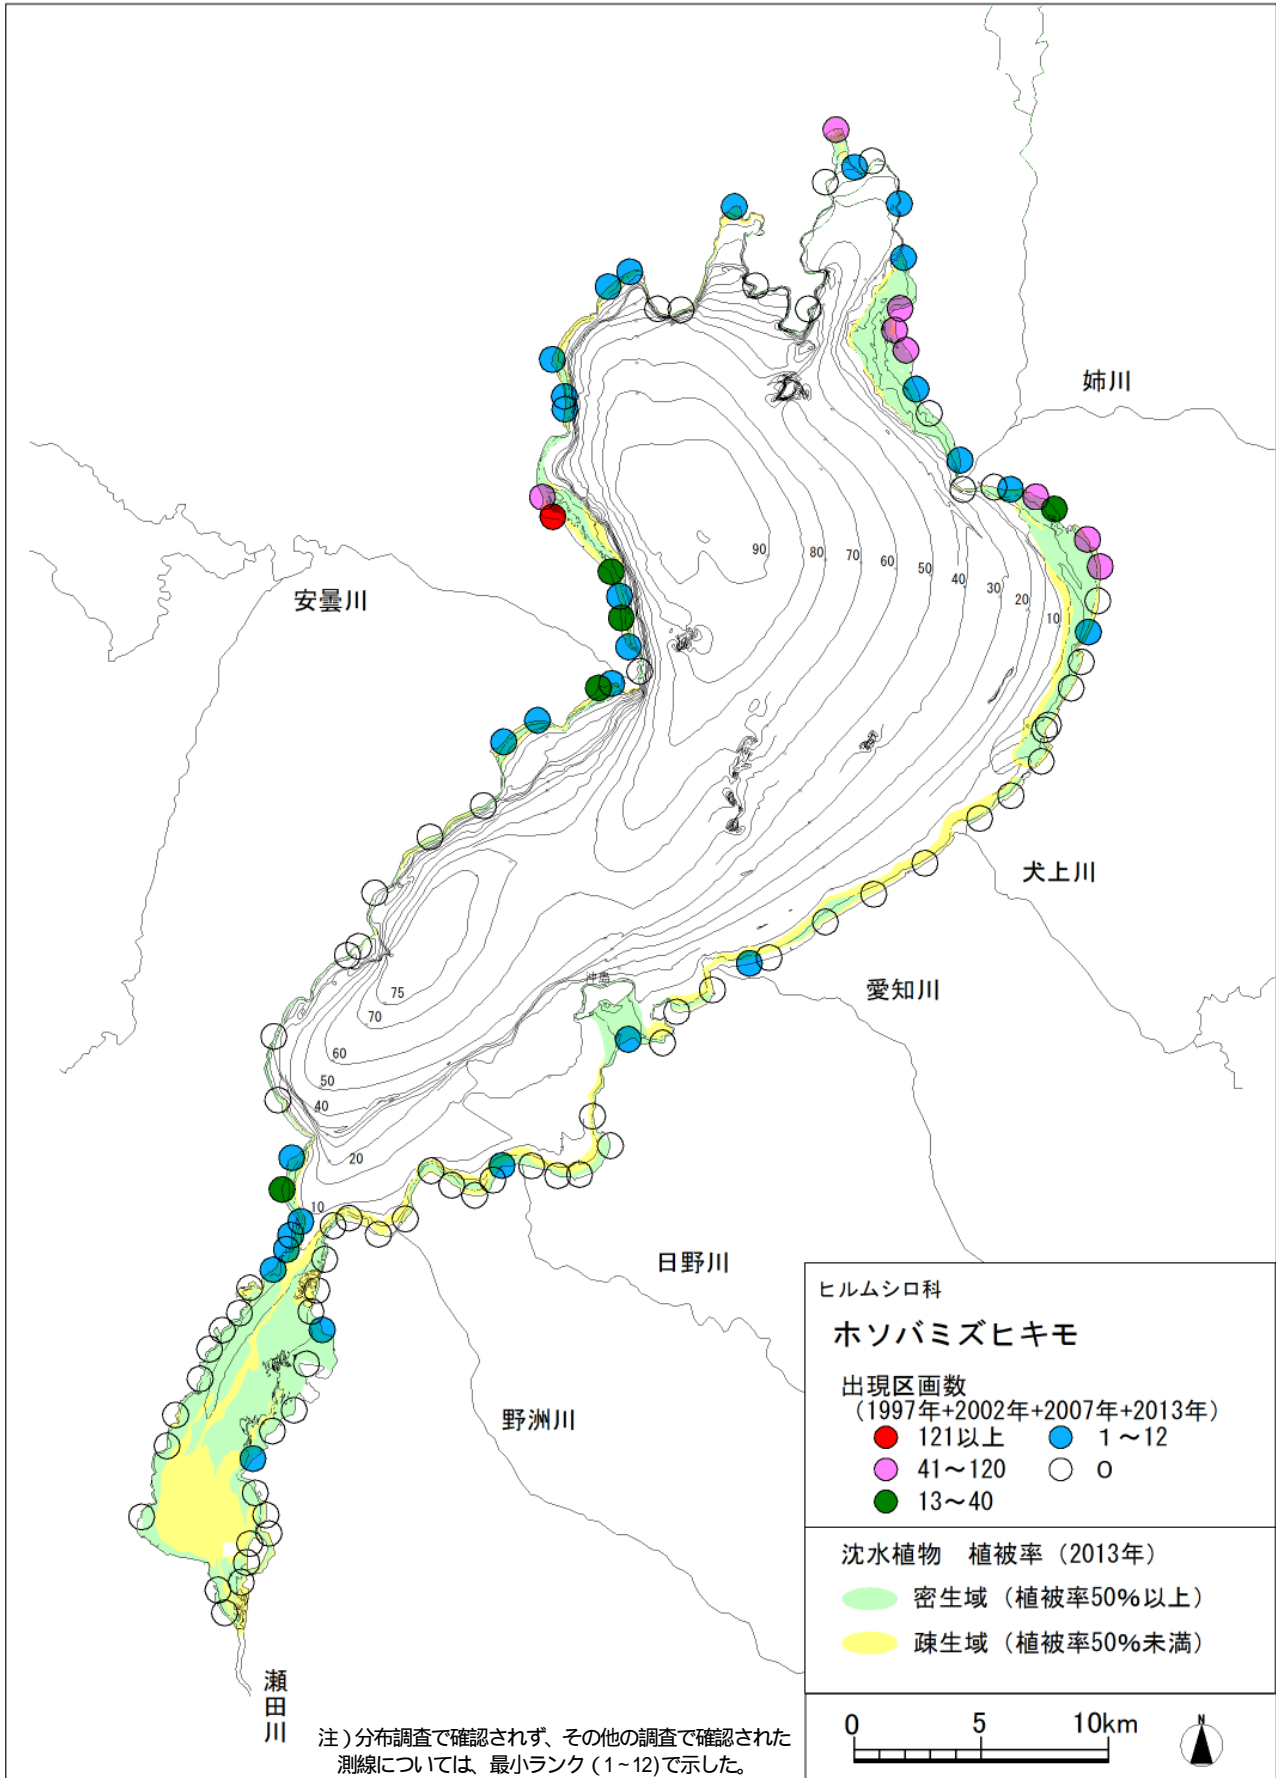 姉川
90
80
70
60
50
40
30
20
10
安曇川
犬上川
沖島
愛知川
75
70
60
50
40
20
10
日野川
野洲川
瀬田川
ヒルムシロ科
ホソバミズヒキモ
出現区画数
（1997年+2002年+2007年+2013年）
121以上 1～12
41～120 0
13～40
沈水植物 植被率（2013年）
密生域（植被率50%以上）
疎生域（植被率50%未満）
0 5 10km
N
注）分布調査で確認されず、その他の調査で確認された
測線については、最小ランク（1~12)で示した。